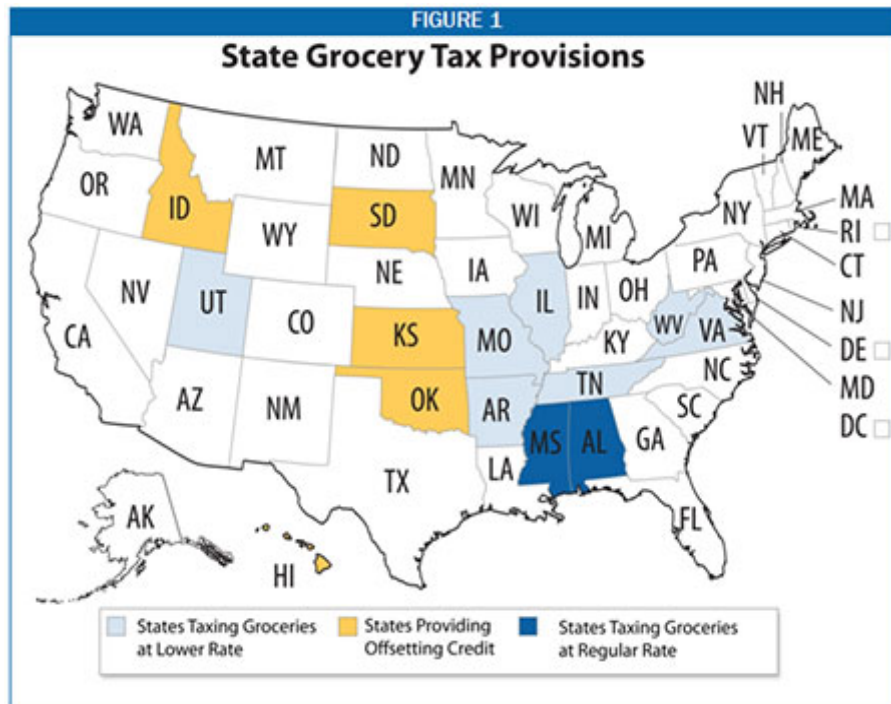 FIGURE 1
State Grocery Tax Provisions
NH
WA
VT
ME
MT
ND
MN
OR
MA
ID
SD
WI
NY
RI
WY
MI
CT
PA
IA
NE
OH
NJ
IN
IL
NV
UT
WV
DE
CO
VA
MO
KS
KY
MD
CA
NC
TN
DC
OK
AZ
NM
AR
SC
MS
AL
GA
LA
TX
FL
AK
HI
States Taxing Groceries
at Lower Rate
States Providing
Offsetting Credit
States Taxing Groceries
at Regular Rate